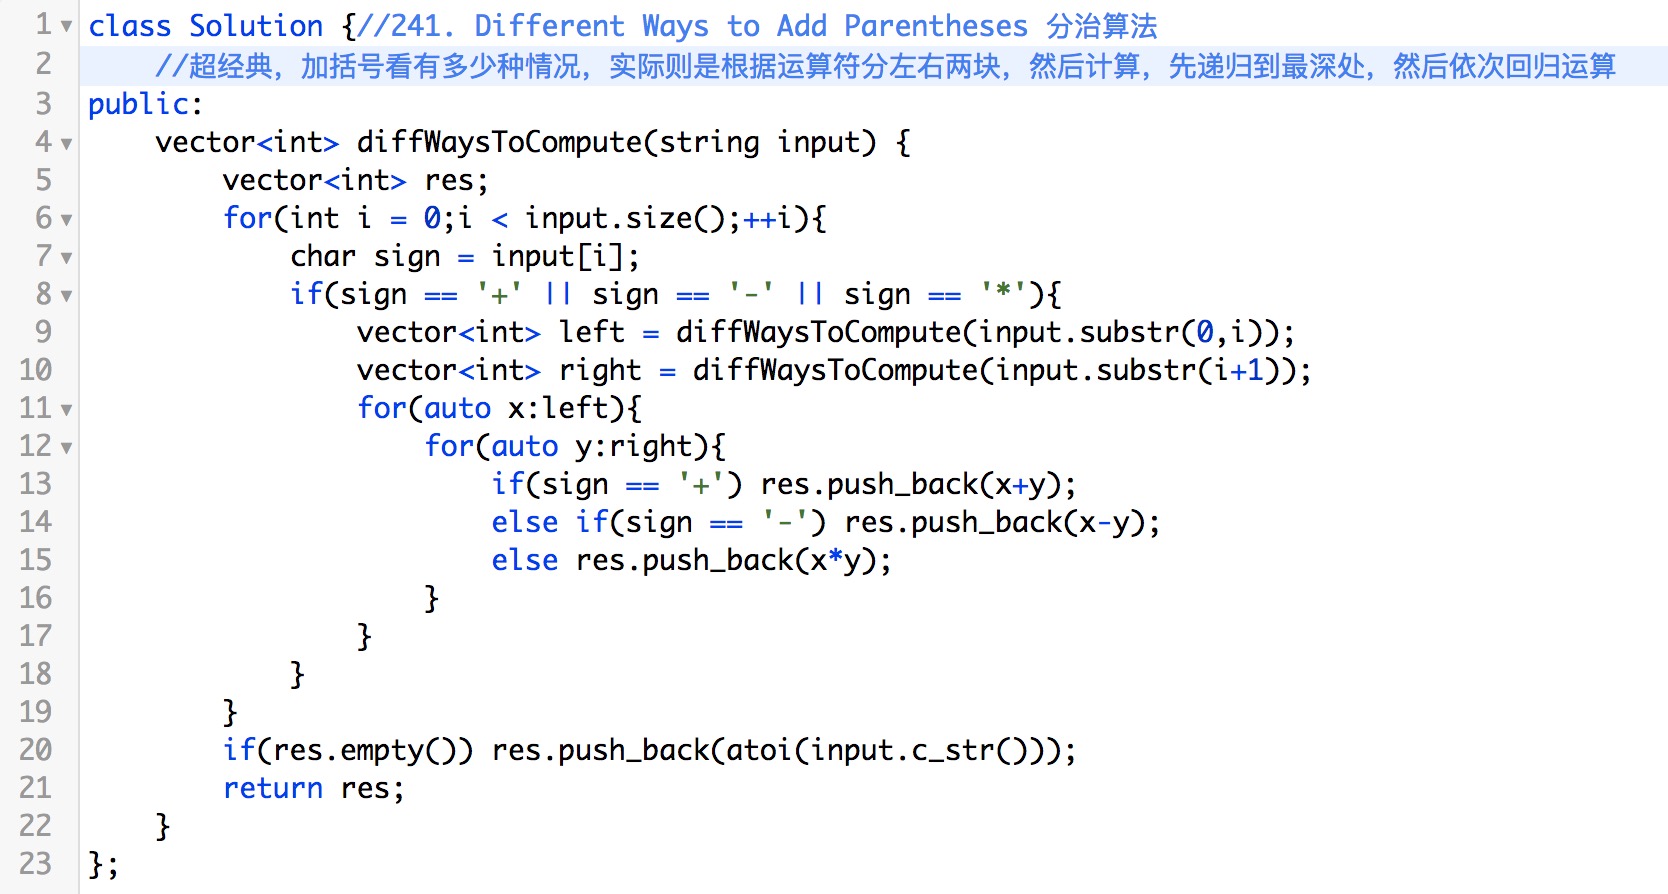 1 class Solution {//241. Different Ways to Add Parentheses 分治算法
2     //超经典，加括号看有多少种情况，实际则是根据运算符分左右两块，然后计算，先递归到最深处，然后依次回归运算
3 public:
4     vector<int> diffWaysToCompute(string input) {
5         vector<int> res;
6         for(int i = 0;i < input.size();++i){
7             char sign = input[i];
8             if(sign == '+' || sign == '-' || sign == '*'){
9                 vector<int> left = diffWaysToCompute(input.substr(0,i));
10                 vector<int> right = diffWaysToCompute(input.substr(i+1));
11                 for(auto x:left){
12                     for(auto y:right){
13                         if(sign == '+') res.push_back(x+y);
14                         else if(sign == '-') res.push_back(x-y);
15                         else res.push_back(x*y);
16                     }
17                 }
18             }
19         }
20         if(res.empty()) res.push_back(atoi(input.c_str()));
21         return res;
22     }
23 };